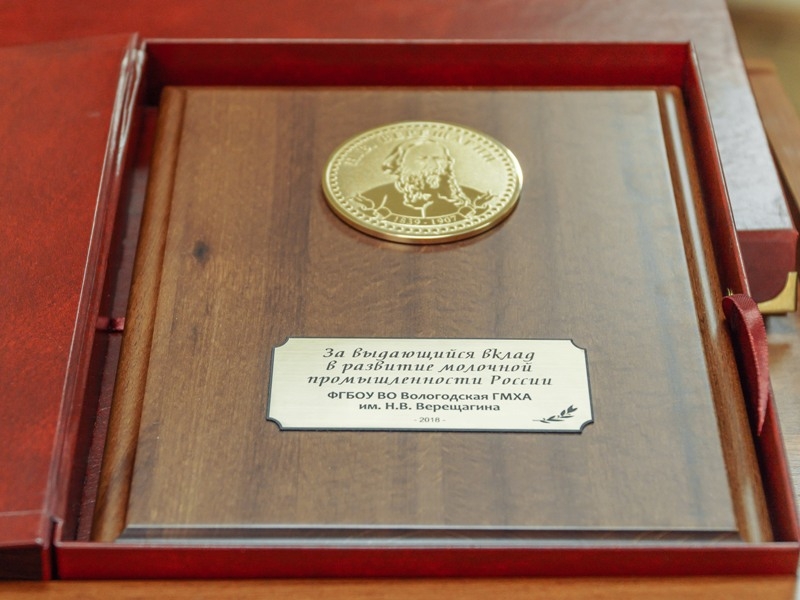 1839-1907
За выдающийся вклад
в развитие молочной
промышленности России
ФГБОУ ВО Вологодская ГМХА
им. Н.В. Верещагина
- 2018 -